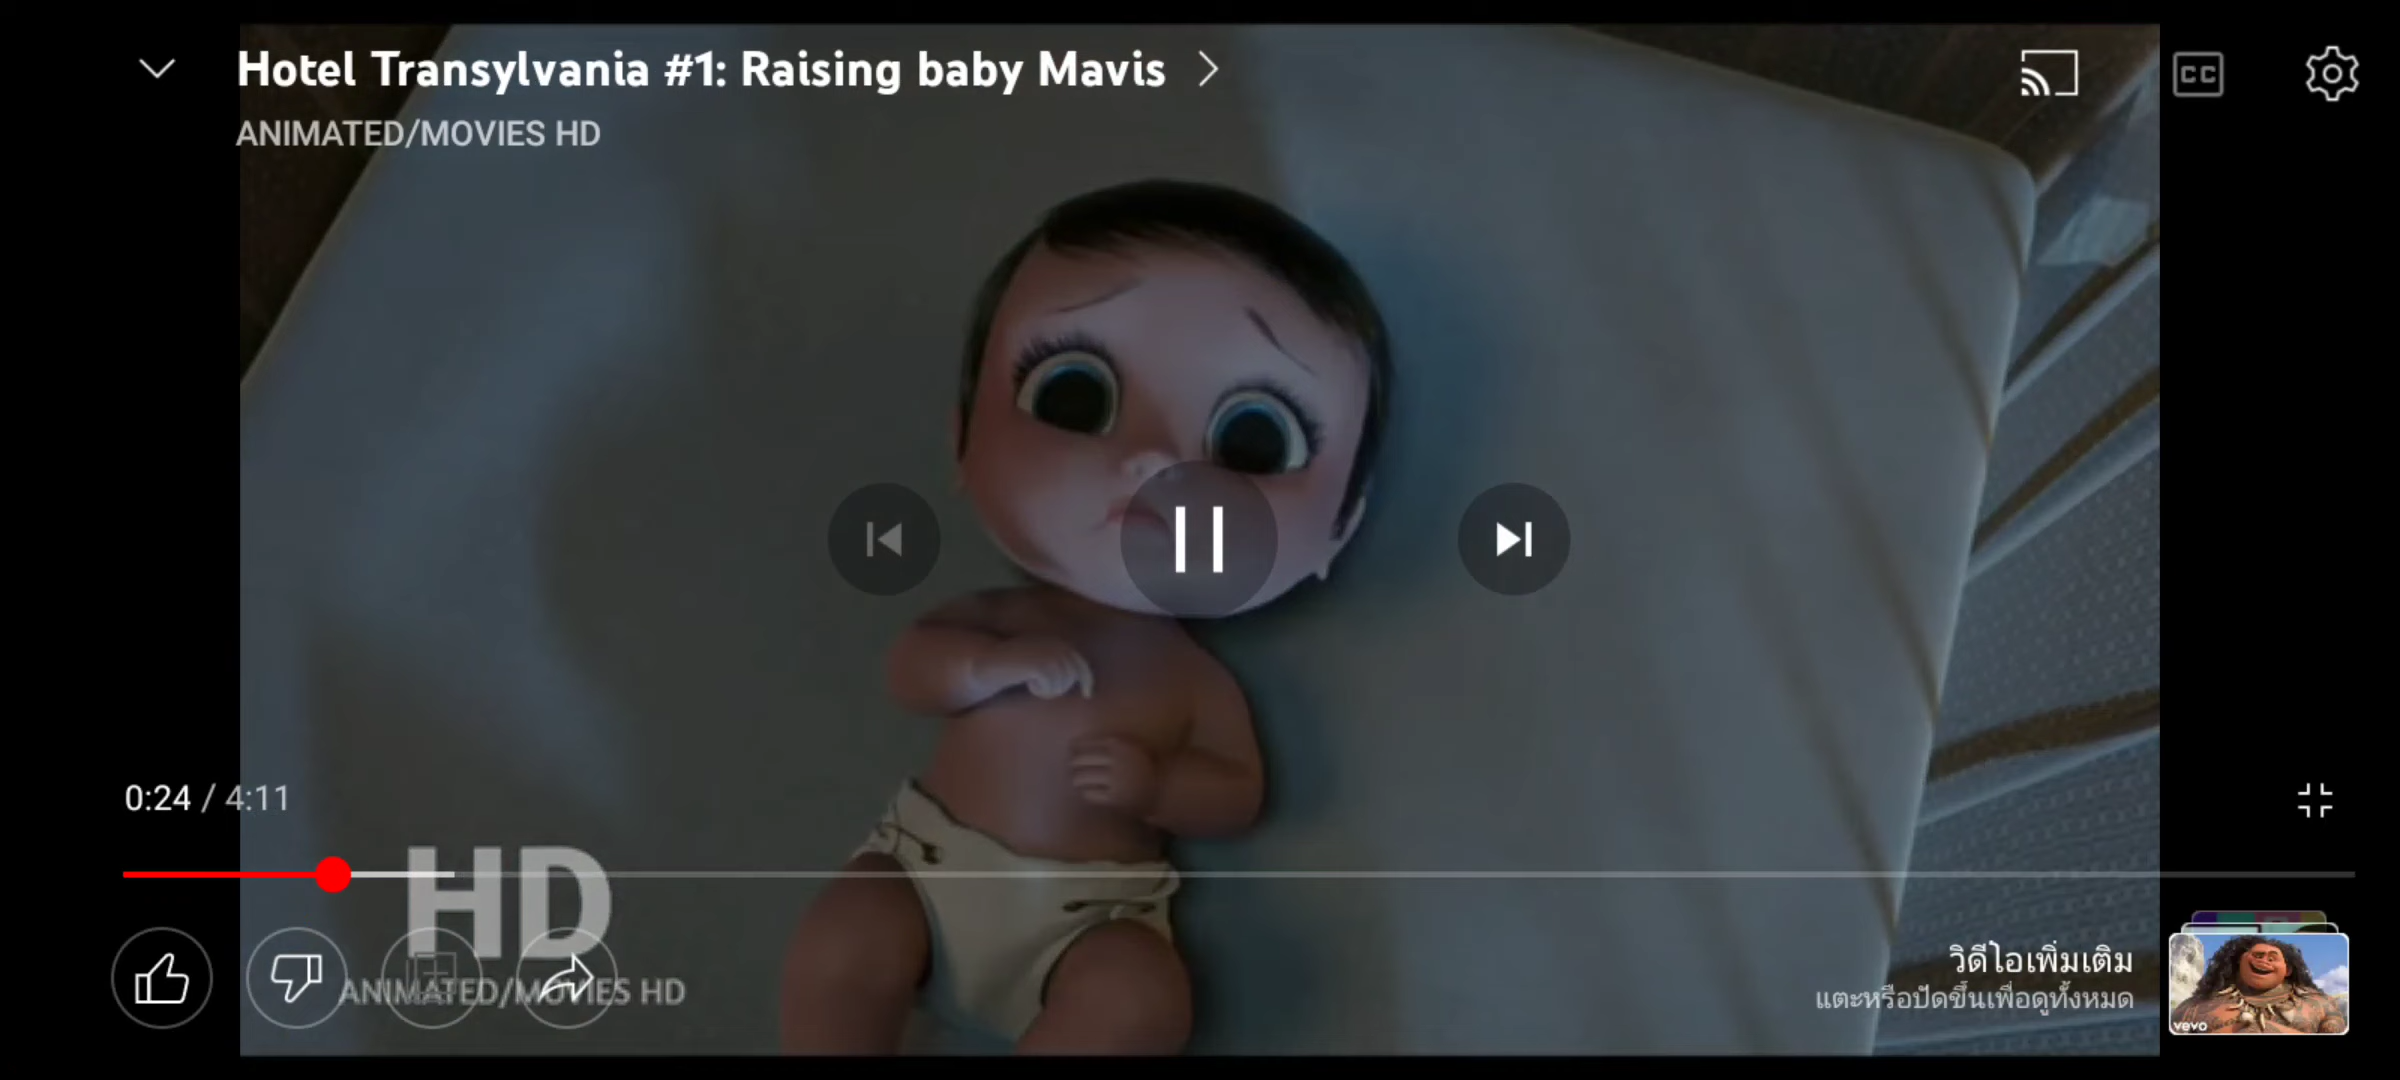 Hotel Transylvania #1: Raising baby Mavis
ANIMATED/MOVIES HD
CC
0:24 / 4:11
HD
ANIMATED/MOVIES HD
วิดีโอเพิ่มเติม
แตะหรือปัดขึ้นเพื่อดูทั้งหมด
vevo